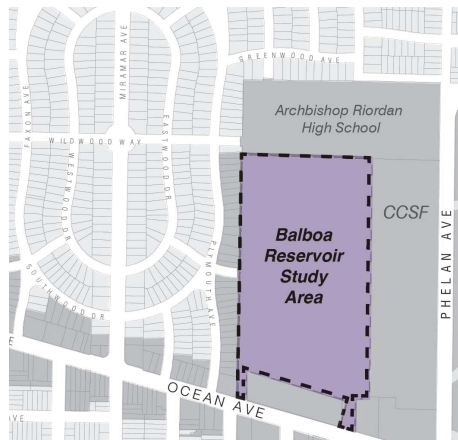 GREENWOOD AVE
MIRAMAR AVE
FAXON AVE
Archbishop Riordan
High School
EASTWOOD DR
WILDWOOD WAY
WESTWOOD DR
CCSF
PHELAN AVE
Balboa
Reservoir
Study
Area
PLYMOUTH AVE
SOUTHWOOD DR
E
OCEAN AVE
AVE